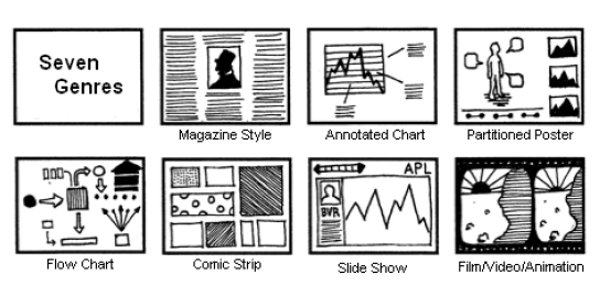 Seven
Genres
Magazine Style
Annotated Chart
Partitioned Poster
APL
BVR
Flow Chart
Comic Strip
Slide Show
Film/Video/Animation